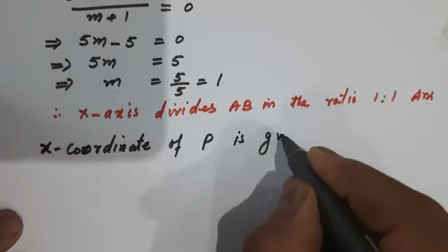 m+1 = 0
⇒ 5m-5 = 0
⇒ 5m = 5
⇒ m = 5/5 = 1
∴ x-axis divides AB in the ratio 1:1 Ans
x-coordinate of P is